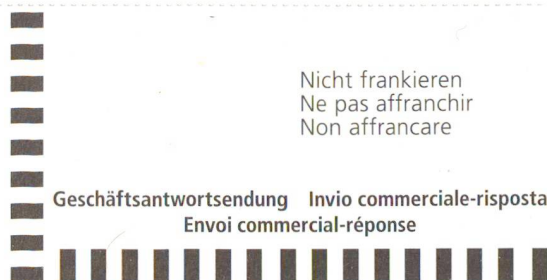 Nicht frankieren
Ne pas affranchir
Non affrancare
Geschäftsantwortsendung Invio commerciale-risposta
Envoi commercial-réponse